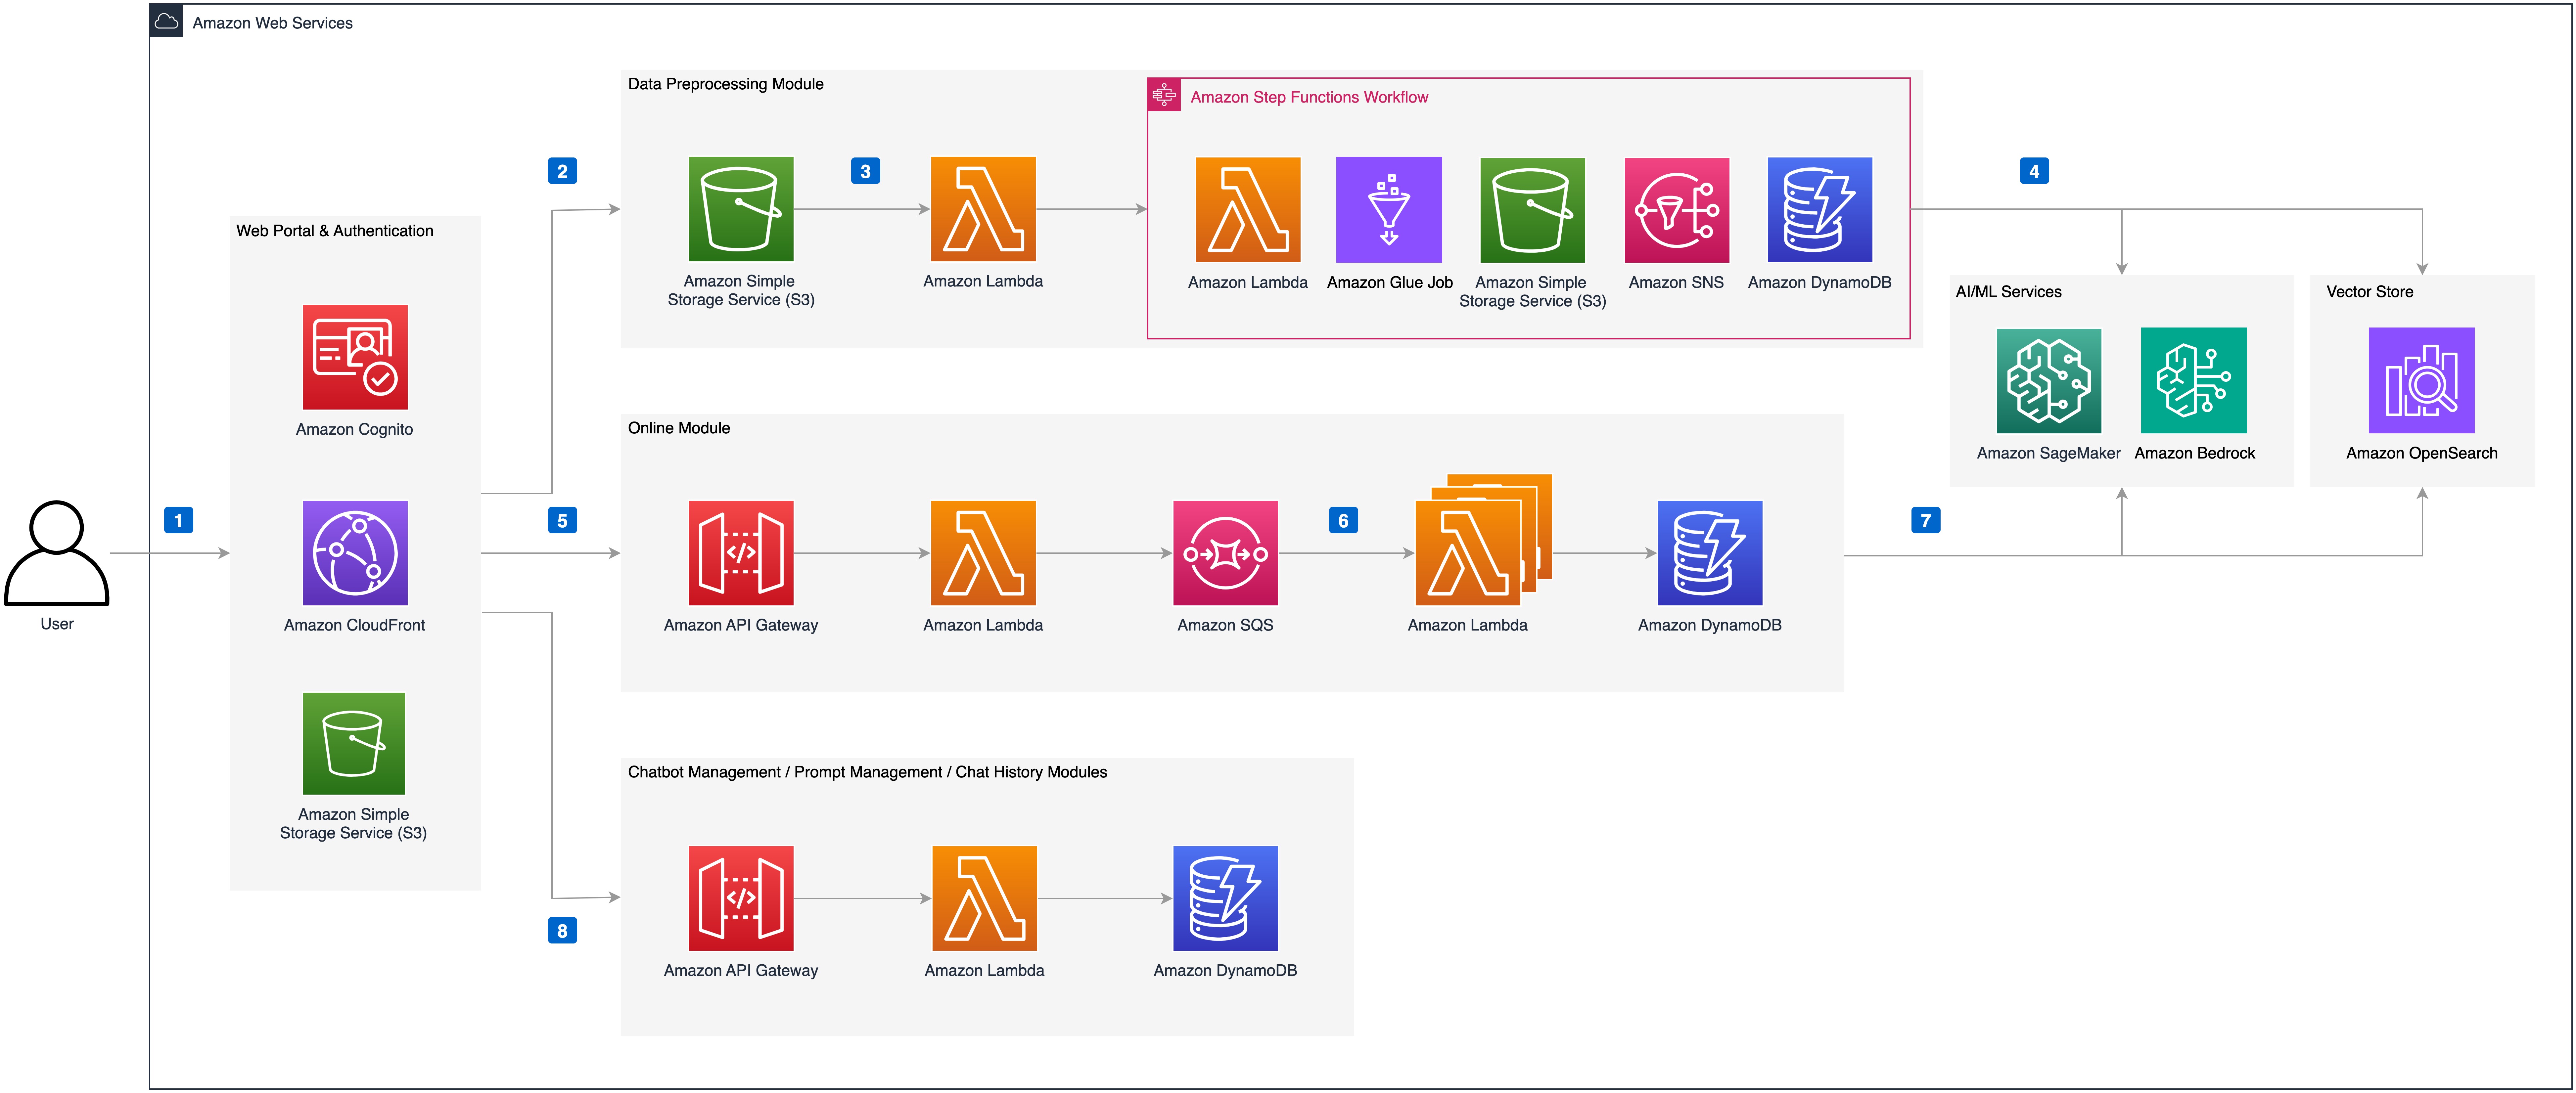 Amazon Web Services
Data Preprocessing Module
Amazon Step Functions Workflow
2
3
4
Amazon Simple
Storage Service (S3)
Amazon Lambda
Amazon Lambda
Amazon Glue Job
Amazon Simple
Storage Service (S3)
Amazon SNS
Amazon DynamoDB
Web Portal & Authentication
Amazon Cognito
AI/ML Services
Amazon SageMaker
Amazon Bedrock
Vector Store
Amazon OpenSearch
Online Module
1
5
6
7
User
Amazon CloudFront
Amazon API Gateway
Amazon Lambda
Amazon SQS
Amazon Lambda
Amazon DynamoDB
Amazon Simple
Storage Service (S3)
Chatbot Management / Prompt Management / Chat History Modules
8
Amazon API Gateway
Amazon Lambda
Amazon DynamoDB